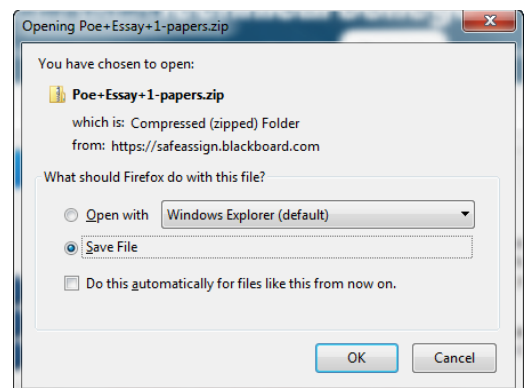 Opening Poe+Essay+1-papers.zip
You have chosen to open:
Poe+Essay+1-papers.zip
which is: Compressed (zipped) Folder
from: https://safeassign.blackboard.com
What should Firefox do with this file?
Open with Windows Explorer (default)
Save File
Do this automatically for files like this from now on.
OK Cancel